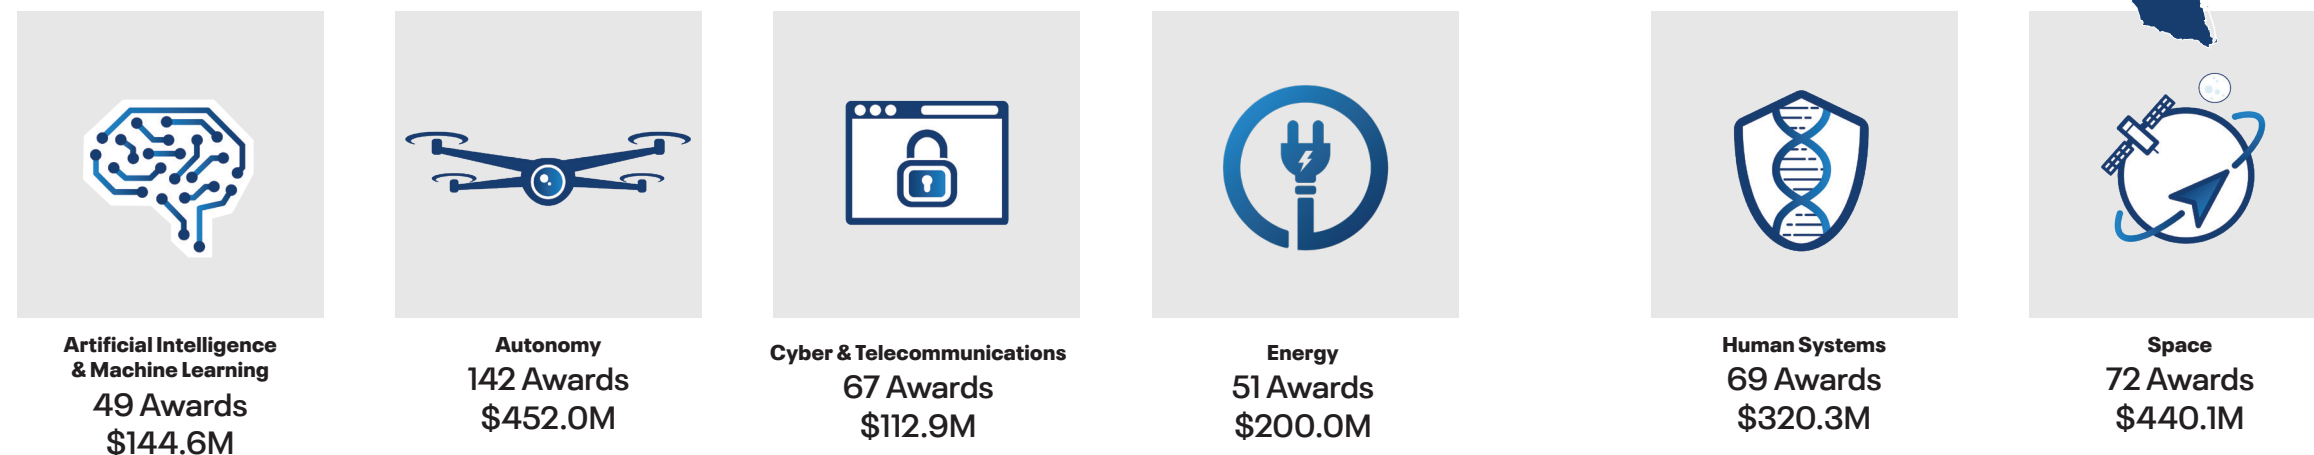 Artificial Intelligence
& Machine Learning
49 Awards
$144.6M
Autonomy
142 Awards
$452.0M
Cyber & Telecommunications
67 Awards
$112.9M
Energy
51 Awards
$200.0M
Human Systems
69 Awards
$320.3M
Space
72 Awards
$440.1M